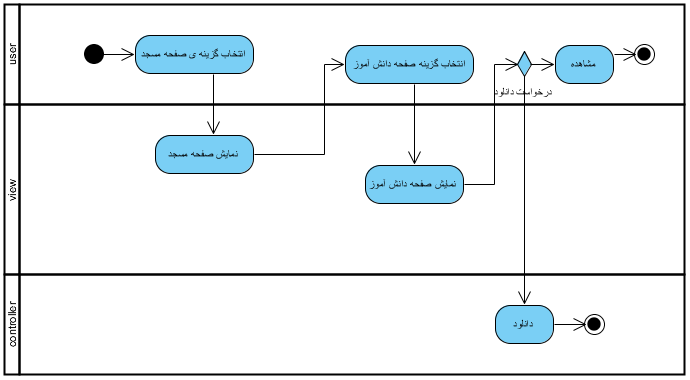 user
انتخاب گزینه ی صفحه مسجد
انتخاب گزینه صفحه دانش آموز
مشاهده
درخواست دانلود
view
نمایش صفحه مسجد
نمایش صفحه دانش آموز
controller
دانلود